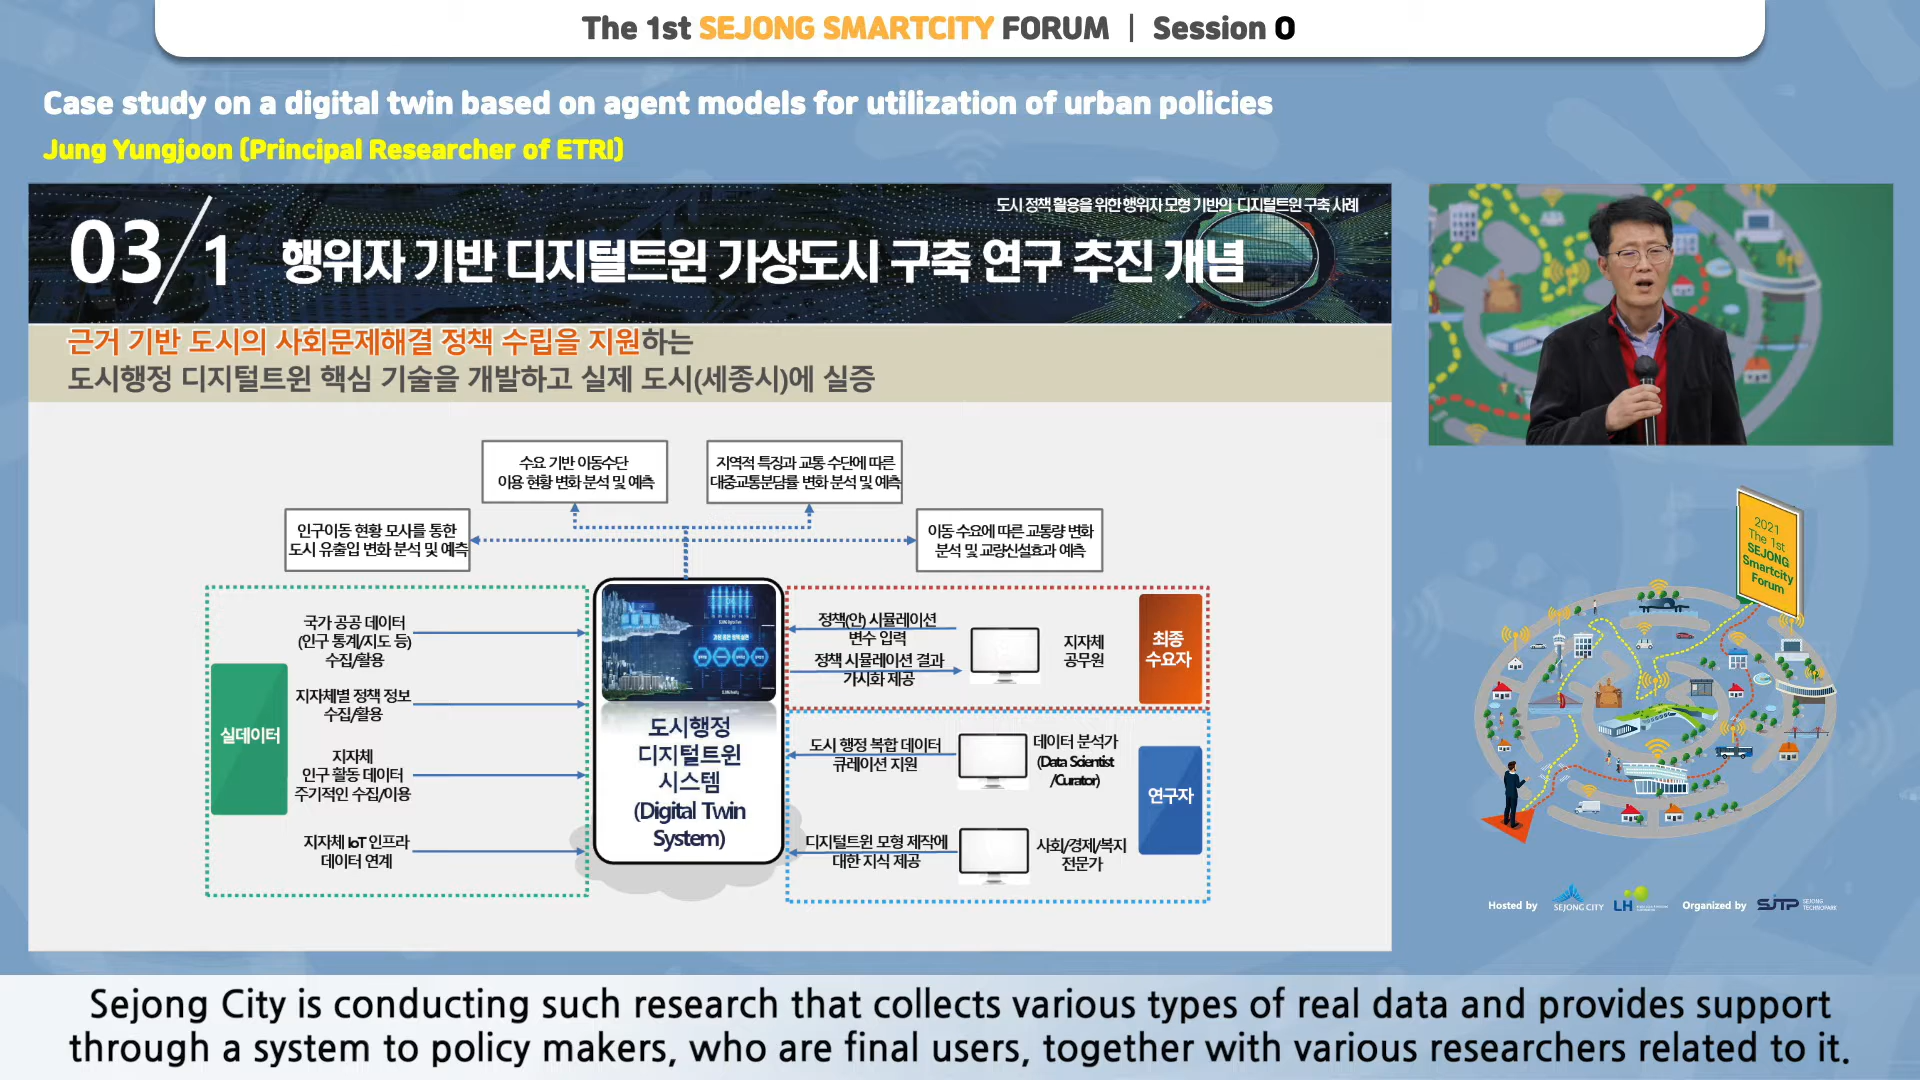 The 1st SEJONG SMARTCITY FORUM | Session 0
Case study on a digital twin based on agent models for utilization of urban policies
Jung Yungjoon (Principal Researcher of ETRI)
도시 정책 활용을 위한 행위자 모형 기반의 디지털트윈 구축 사례
03/1 행위자 기반 디지털트윈 가상도시 구축 연구 추진 개념
근거 기반 도시의 사회문제해결 정책 수립을 지원하는
도시행정 디지털트윈 핵심 기술을 개발하고 실제 도시(세종시)에 실증
수요 기반 이동수단
이용 현황 변화 분석 및 예측
지역적 특징과 교통 수단에 따른
대중교통분담률 변화 분석 및 예측
인구이동 현황 모사를 통한
도시 유출입 변화 분석 및 예측
이동 수요에 따른 교통량 변화
분석 및 교량신설효과 예측
실데이터
국가 공공 데이터
(인구 통계/지도 등)
수집/활용
지자체별 정책 정보
수집/활용
지자체
인구 활동 데이터
주기적인 수집/이용
지자체 IoT 인프라
데이터 연계
도시행정
디지털트윈
시스템
(Digital Twin
System)
정책(안) 시뮬레이션
변수 입력
정책 시뮬레이션 결과
가시화 제공
지자체
공무원
최종
수요자
도시 행정 복합 데이터
큐레이션 지원
데이터 분석가
(Data Scientist
/Curator)
연구자
디지털트윈 모형 제작에
대한 지식 제공
사회/경제/복지
전문가
2021
The 1st
SEJONG
Smartcity
Forum
Hosted by SEJONG CITY LH Organized by SJTP SEJONG TECHNOPARK
Sejong City is conducting such research that collects various types of real data and provides support
through a system to policy makers, who are final users, together with various researchers related to it.